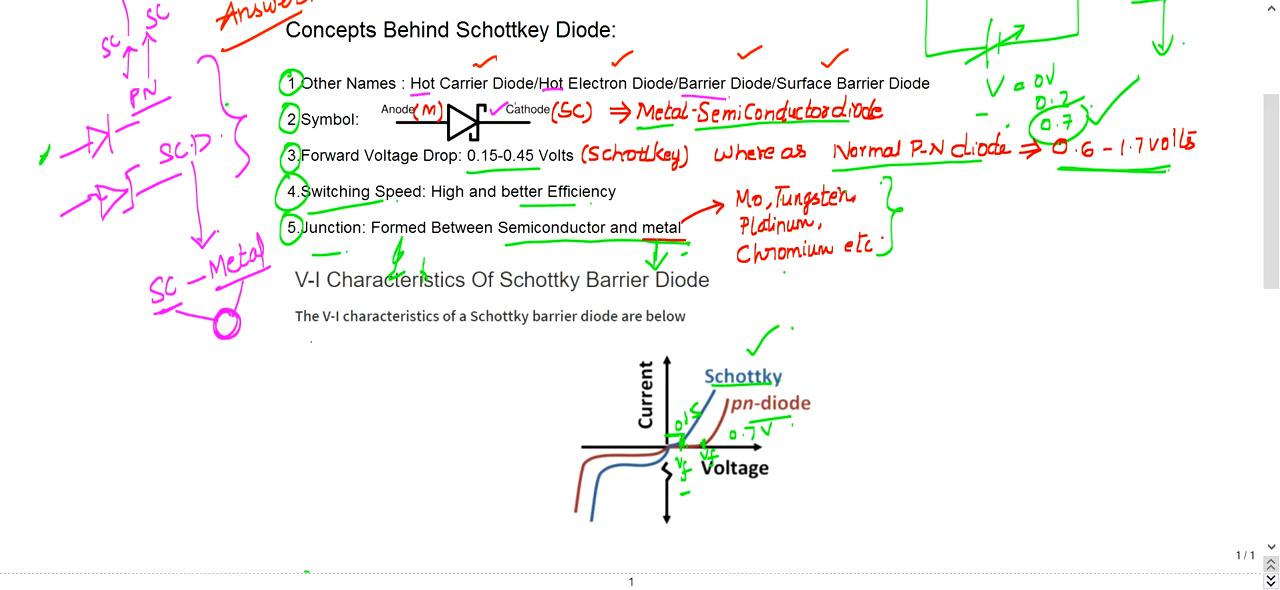 Answer
SC
SC
PN
SC.D
SC - Metal
Concepts Behind Schottkey Diode:
1.Other Names : Hot Carrier Diode/Hot Electron Diode/Barrier Diode/Surface Barrier Diode
2.Symbol: Anode (M) Cathode (SC) ⇒ Metal-SemiConductor diode
3.Forward Voltage Drop: 0.15-0.45 Volts (Schottkey) where as Normal P-N diode ⇒ 0.6 - 1.7 volts
4.Switching Speed: High and better Efficiency
5.Junction: Formed Between Semiconductor and metal
Mo, Tungsten,
Platinum,
Chromium etc
V = 0V
0.2
0.7
V-I Characteristics Of Schottky Barrier Diode
The V-I characteristics of a Schottky barrier diode are below
Current
Schottky
pn-diode
0.15
0.7V
Vf
Vf
Voltage
1 / 1
1